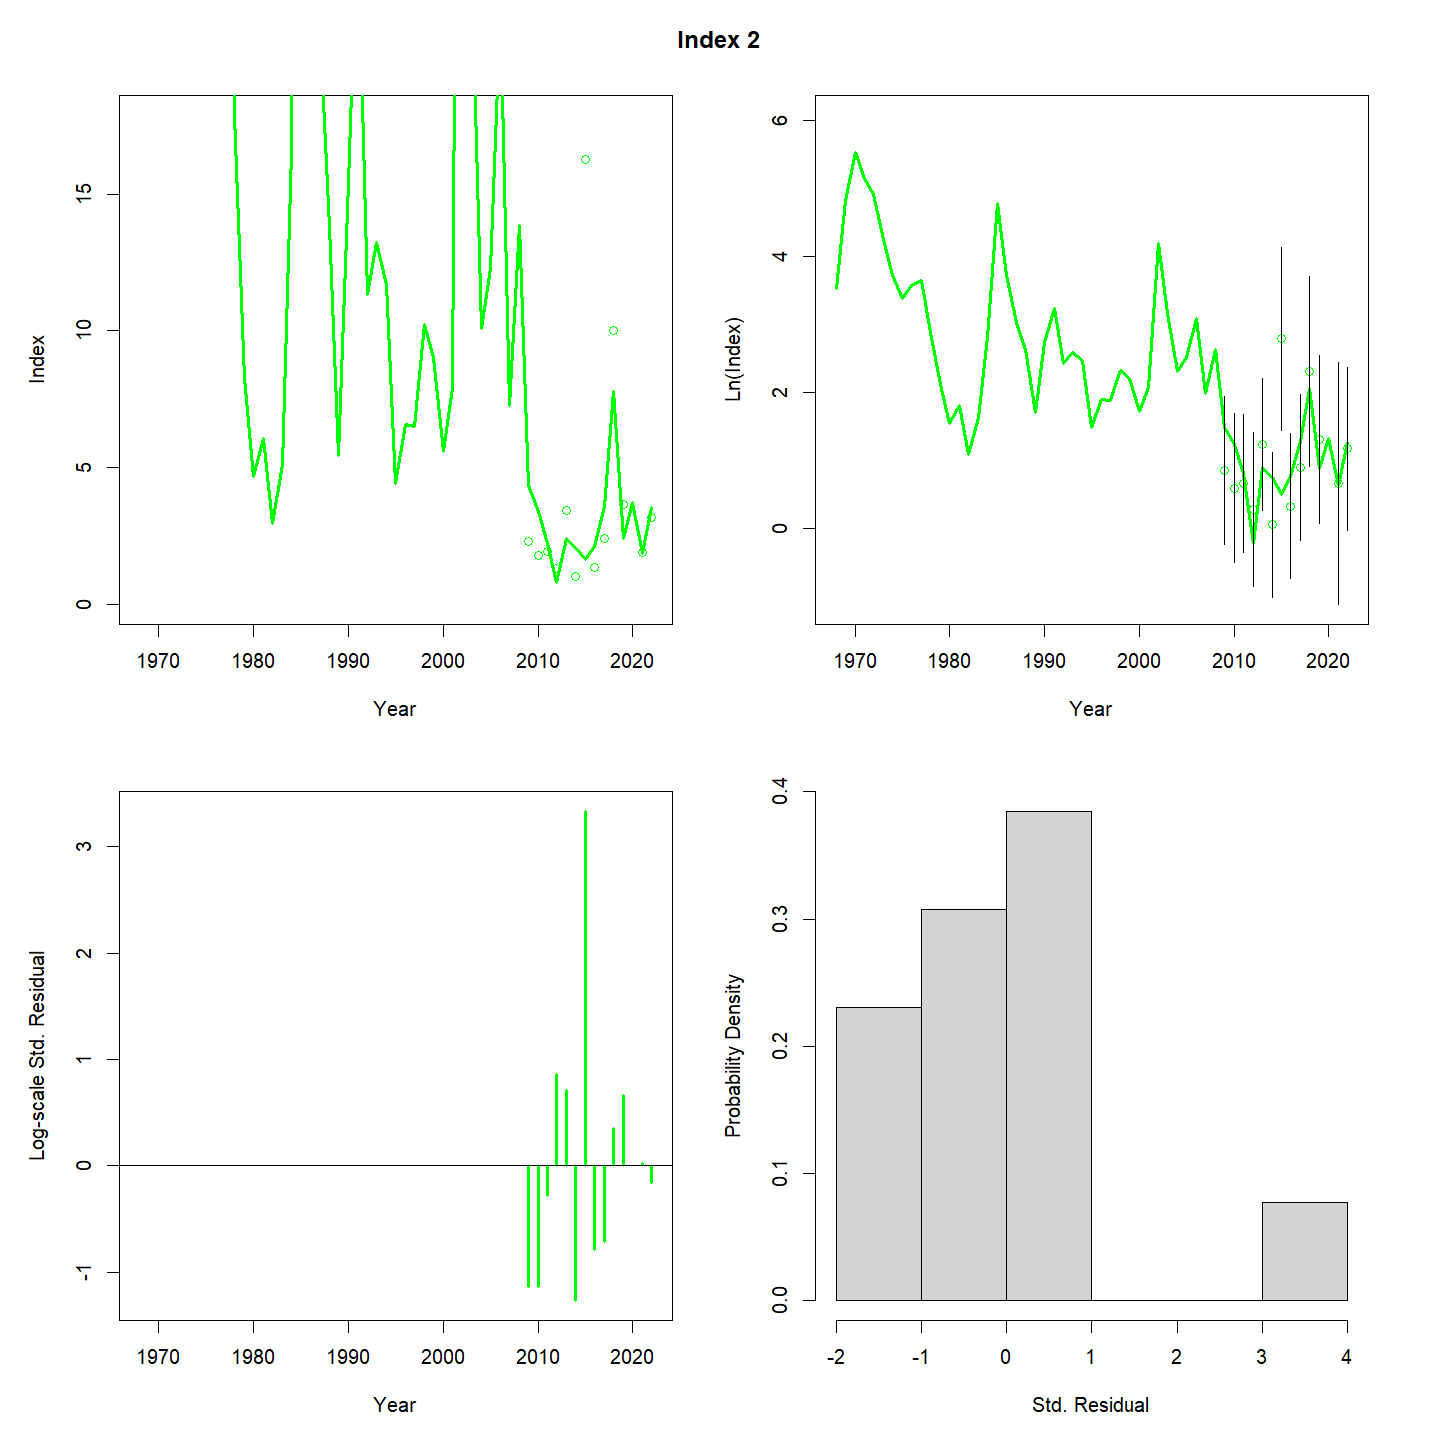 Index 2
Index
15
10
5
0
1970 1980 1990 2000 2010 2020
Year
Ln(Index)
6
4
2
0
1970 1980 1990 2000 2010 2020
Year
Log-scale Std. Residual
3
2
1
0
-1
1970 1980 1990 2000 2010 2020
Year
Probability Density
0.4
0.3
0.2
0.1
0.0
-2 -1 0 1 2 3 4
Std. Residual